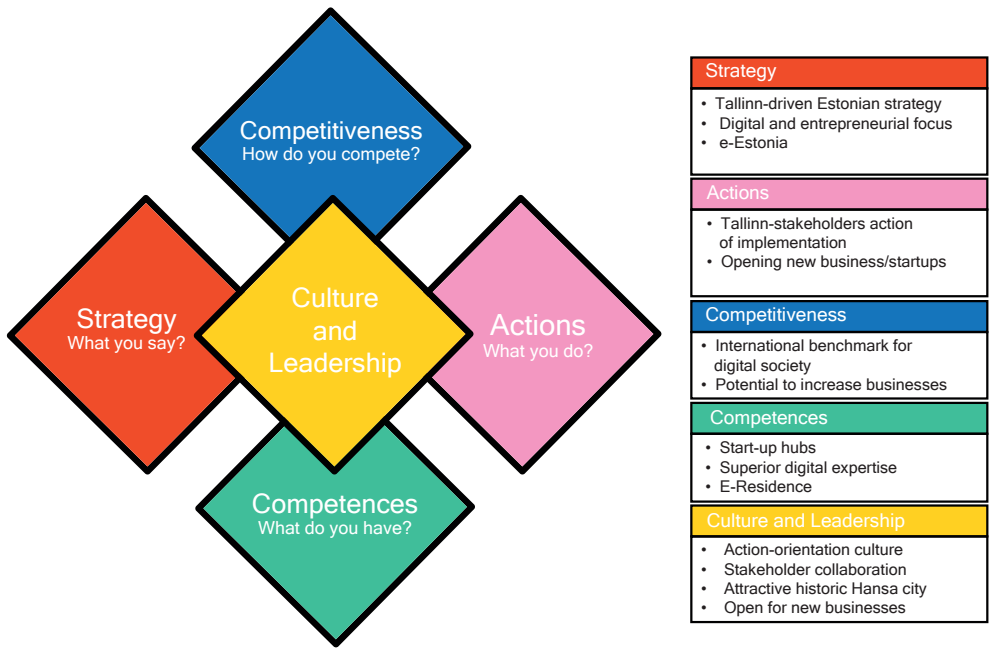 Competitiveness
How do you compete?
Strategy
What you say?
Culture
and
Leadership
Actions
What you do?
Competences
What do you have?
Strategy
• Tallinn-driven Estonian strategy
• Digital and entrepreneurial focus
• e-Estonia
Actions
• Tallinn-stakeholders action
of implementation
• Opening new business/startups
Competitiveness
• International benchmark for
digital society
• Potential to increase businesses
Competences
• Start-up hubs
• Superior digital expertise
• E-Residence
Culture and Leadership
• Action-orientation culture
• Stakeholder collaboration
• Attractive historic Hansa city
• Open for new businesses